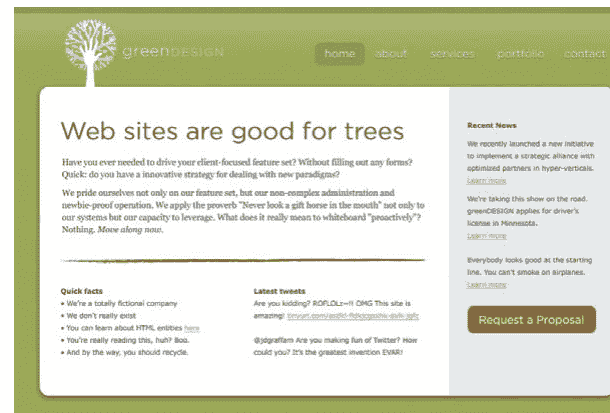 greenDESIGN
home about services portfolio contact
Web sites are good for trees
Have you ever needed to drive your client-focused feature set? Without filling out any forms?
Quick: do you have a innovative strategy for dealing with new paradigms?
We pride ourselves not only on our feature set, but our non-complex administration and
newbie-proof operation. We apply the proverb "Never look a gift horse in the mouth" not only to
our systems but our capacity to leverage. What does it really mean to whiteboard "proactively"?
Nothing. Move along now.
Quick facts
• We're a totally fictional company
• We don't really exist
• You can learn about HTML entities here
• You're really reading this, huh? Boo.
• And by the way, you should recycle.
Latest tweets
Are you kidding? ROFLOLz=!! OMG This site is
amazing!
@jdgraffam Are you making fun of Twitter? How
could you? It's the greatest invention EVAR!
Recent News
We recently launched a new initiative
to implement a strategic alliance with
optimized partners in hyper-verticals.
Learn more
We're taking this show on the road.
greenDESIGN applies for driver's
license in Minnesota.
Learn more
Everybody looks good at the starting
line. You can't smoke on airplanes.
Learn more
Request a Proposal